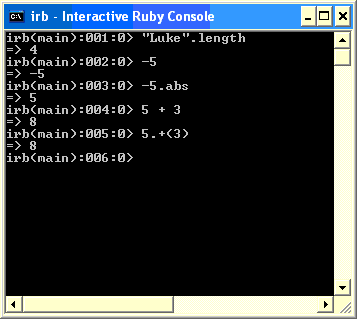 irb - Interactive Ruby Console
irb(main):001:0> "Luke".length
=> 4
irb(main):002:0> -5
=> -5
irb(main):003:0> -5.abs
=> 5
irb(main):004:0> 5 + 3
=> 8
irb(main):005:0> 5.+(3)
=> 8
irb(main):006:0>